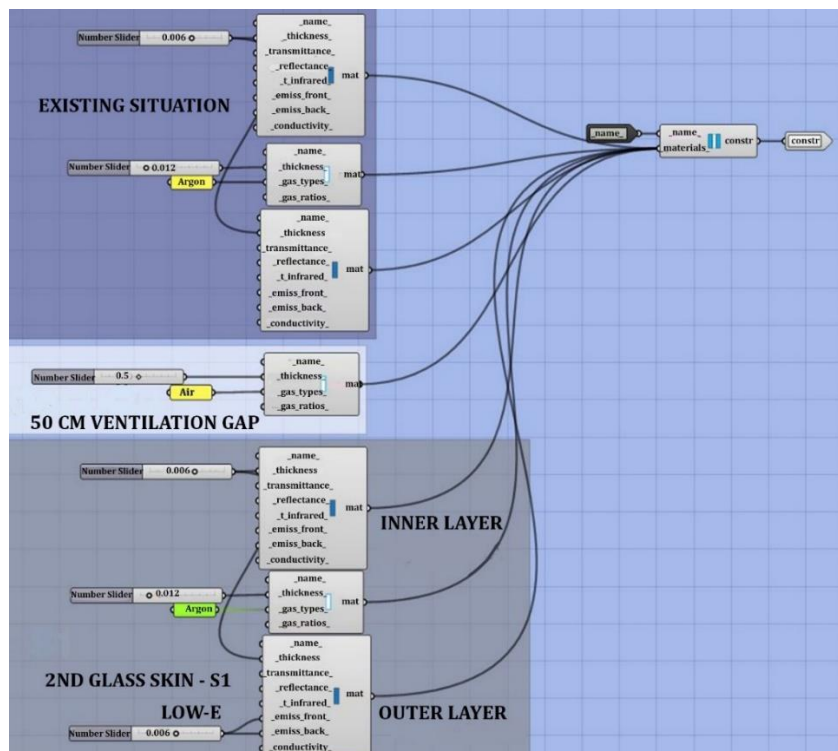 _name_
Number Slider 0.006
_thickness_
_transmittance_
_reflectance_
_t_infrared_
_emiss_front_
_emiss_back_
_conductivity_
mat
EXISTING SITUATION
_name_
_name_
_materials_
constr
constr
_name_
Number Slider 0.012
_thickness_
Argon
_gas_types_
_gas_ratios_
mat
_name_
_thickness
_transmittance_
_reflectance_
_t_infrared_
_emiss_front_
_emiss_back_
_conductivity_
mat
_name_
Number Slider 0.5
_thickness_
Air
_gas_types_
_gas_ratios_
ma
50 CM VENTILATION GAP
_name_
Number Slider 0.006
_thickness
_transmittance_
_reflectance_
_t_infrared_
_emiss_front_
_emiss_back_
_conductivity_
mat
INNER LAYER
_name_
Number Slider 0.012
_thickness_
Argon
_gas_types_
_gas_ratios_
mat
_name_
_thickness
_transmittance_
_reflectance_
_t_infrared_
_emiss_front_
_emiss_back_
_conductivity_
mat
2ND GLASS SKIN - S1
LOW-E
OUTER LAYER
Number Slider 0.006